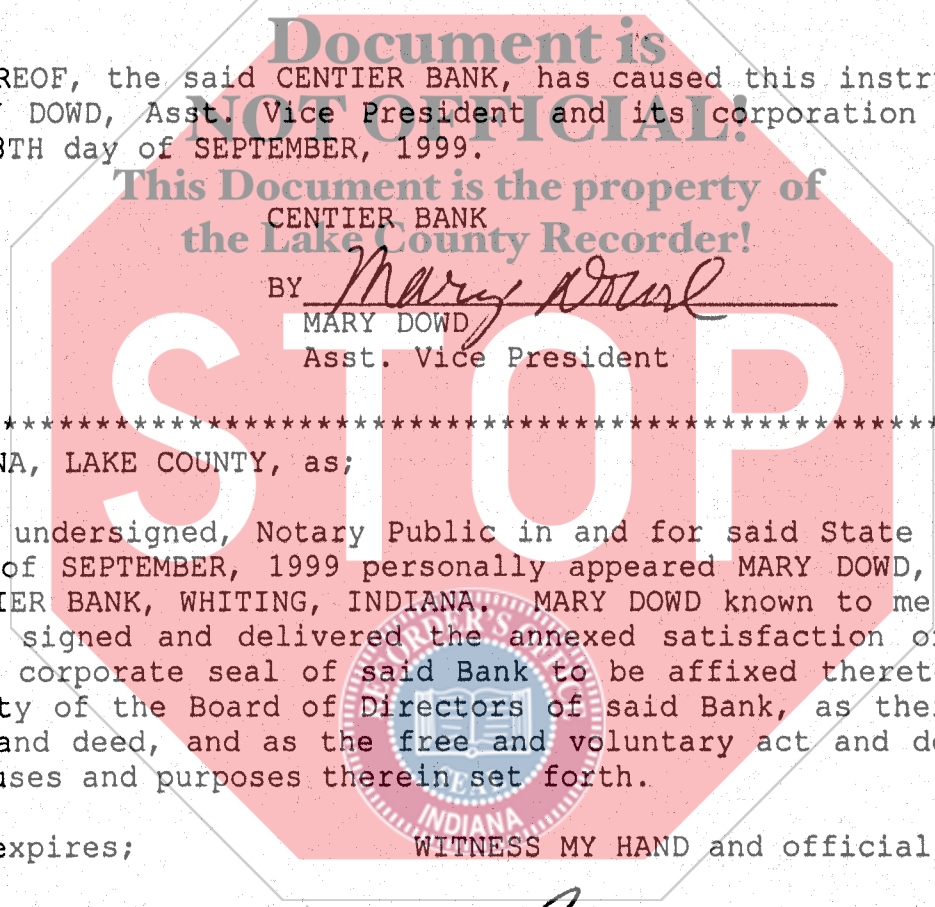 Document is
REOF, the said CENTIER BANK, has caused this instr
DOWD, Asst. Vice President and its corporation
NOT OFFICIAL!
8TH day of SEPTEMBER, 1999.
This Document is the property of
CENTIER BANK
the Lake County Recorder!
BY Mary Dowd
MARY DOWD
Asst. Vice President
STOP
****************************************************
NA, LAKE COUNTY, as;
undersigned, Notary Public in and for said State
of SEPTEMBER, 1999 personally appeared MARY DOWD,
IER BANK, WHITING, INDIANA. MARY DOWD known to me
signed and delivered the annexed satisfaction o
corporate seal of said Bank to be affixed theret
ty of the Board of Directors of said Bank, as the
and deed, and as the free and voluntary act and d
uses and purposes therein set forth.
RECORDER'S OFFICE
SEAL
INDIANA
expires; WITNESS MY HAND and official